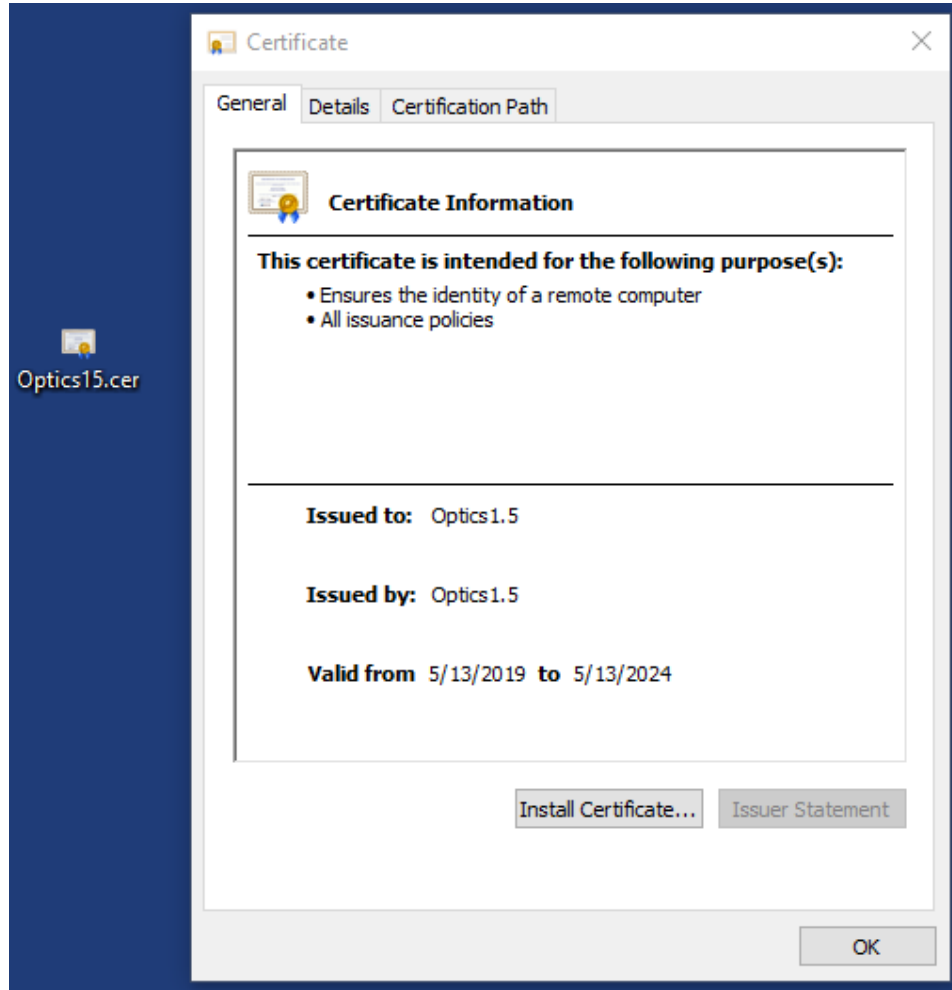 Certificate
General Details Certification Path
Certificate Information
This certificate is intended for the following purpose(s):
• Ensures the identity of a remote computer
• All issuance policies
Optics15.cer
Issued to: Optics1.5
Issued by: Optics1.5
Valid from 5/13/2019 to 5/13/2024
Install Certificate... Issuer Statement
OK